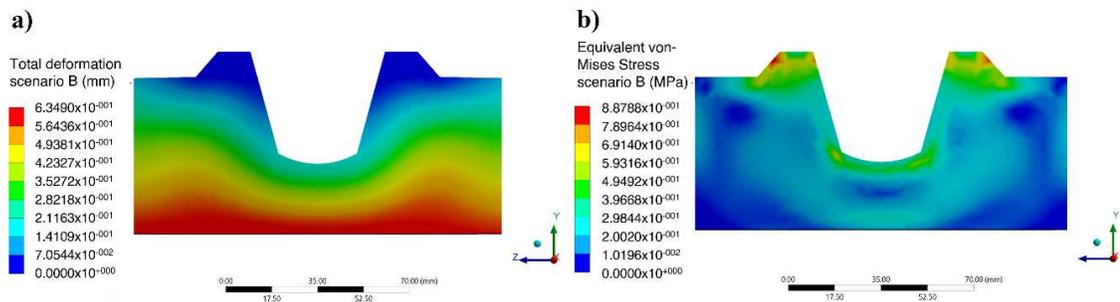 a)
Total deformation
scenario B (mm)
6.3490x10-001
5.6436x10-001
4.9381x10-001
4.2327x10-001
3.5272x10-001
2.8218x10-001
2.1163x10-001
1.4109x10-001
7.0544x10-002
0.0000x10+000
Y
Z
0.00 35.00 70.00 (mm)
17.50 52.50
b)
Equivalent von-
Mises Stress
scenario B (MPa)
8.8788x10-001
7.8964x10-001
6.9140x10-001
5.9316x10-001
4.9492x10-001
3.9668x10-001
2.9844x10-001
2.0020x10-001
1.0196x10-002
0.0000x10+000
Y
0.00 35.00 70.00 (mm)
17.50 52.50